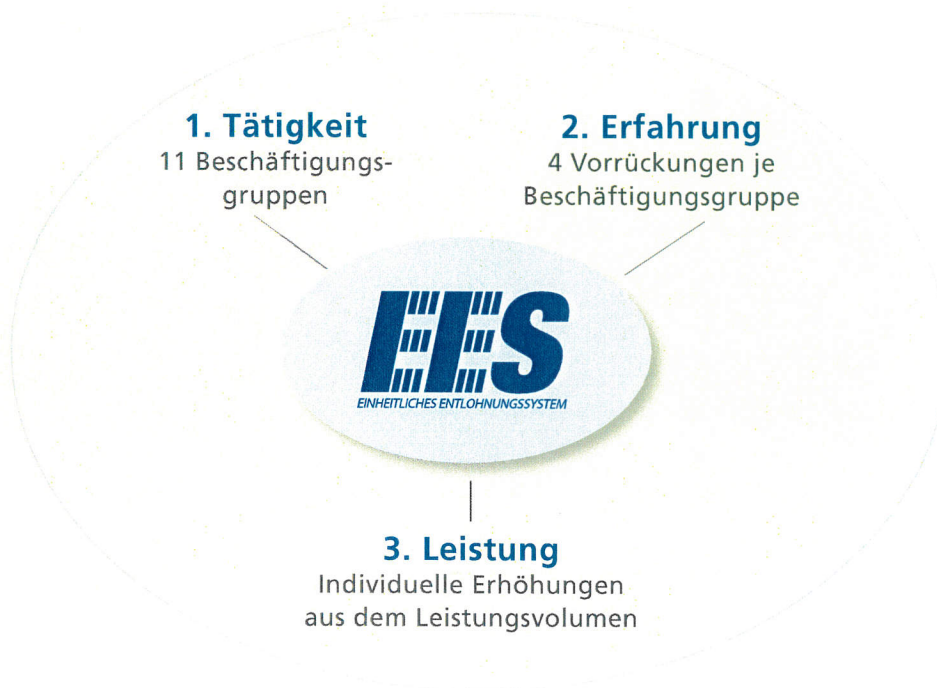 1. Tätigkeit
11 Beschäftigungs-
gruppen
2. Erfahrung
4 Vorrückungen je
Beschäftigungsgruppe
EES
EINHEITLICHES ENTLOHNUNGSSYSTEM
3. Leistung
Individuelle Erhöhungen
aus dem Leistungsvolumen